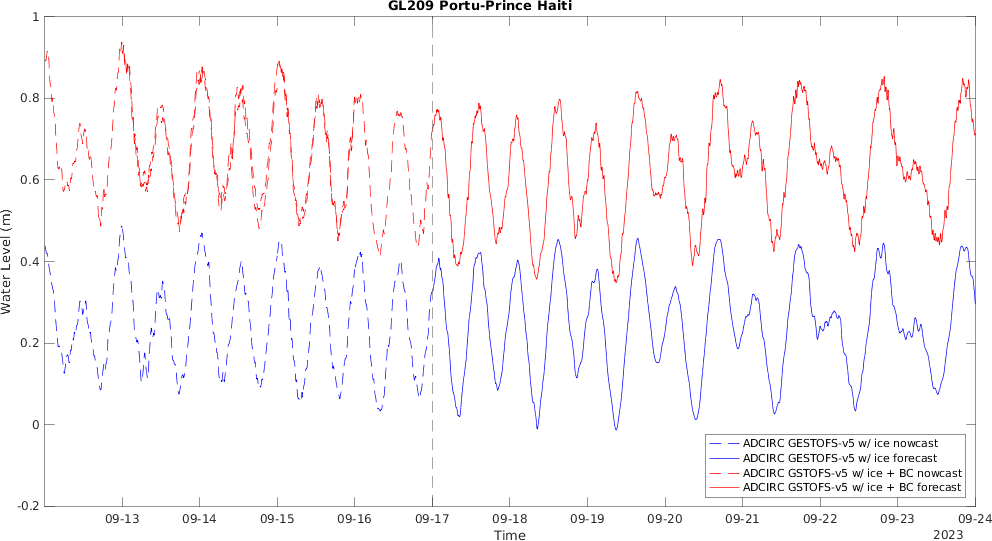 GL209 Portu-Prince Haiti
1
0.8
0.6
0.4
0.2
0
-0.2
Water Level (m)
ADCIRC GESTOFS-v5 w/ ice nowcast
ADCIRC GESTOFS-v5 w/ ice forecast
ADCIRC GSTOFS-v5 w/ ice + BC nowcast
ADCIRC GSTOFS-v5 w/ ice + BC forecast
09-13 09-14 09-15 09-16 09-17 09-18 09-19 09-20 09-21 09-22 09-23 09-24
Time
2023